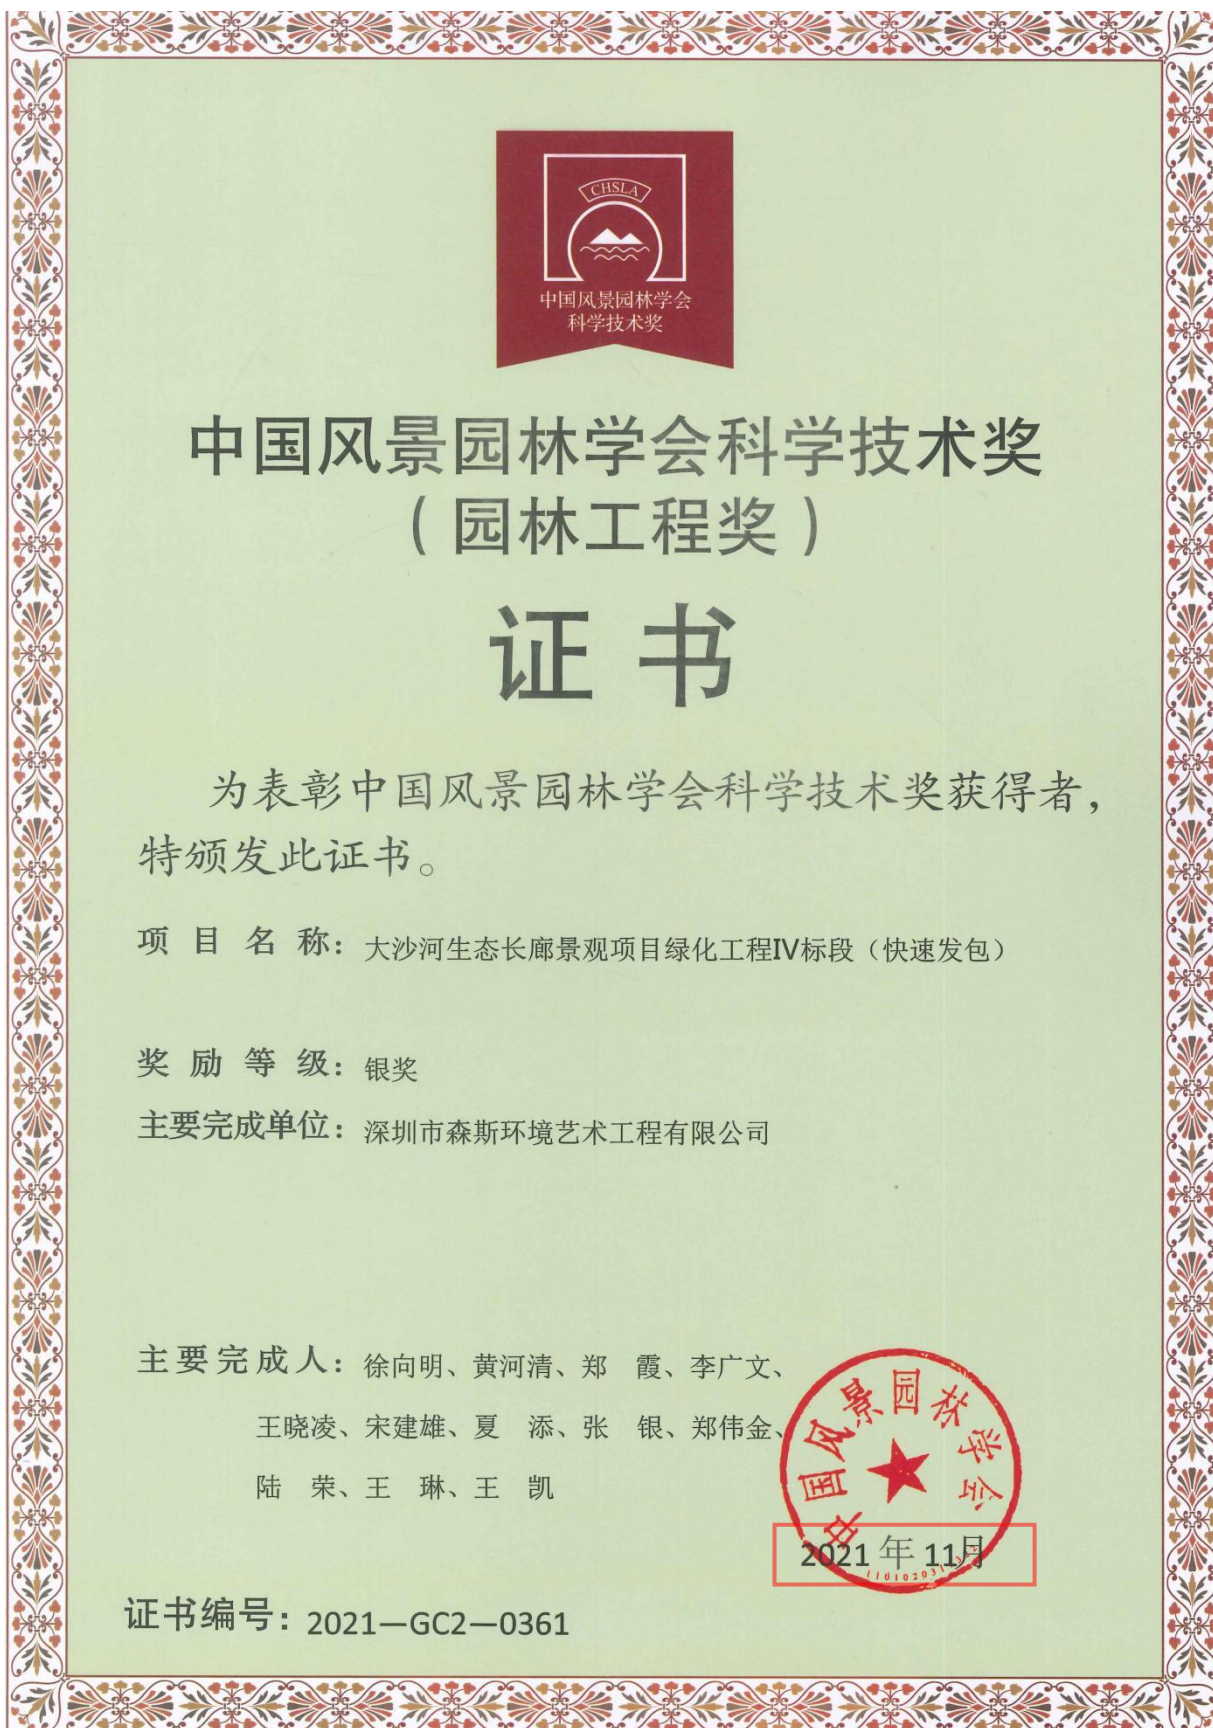 CHSLA
中国风景园林学会
科学技术奖
中国风景园林学会科学技术奖
（园林工程奖）
证书
为表彰中国风景园林学会科学技术奖获得者，
特颁发此证书。
项目名称：大沙河生态长廊景观项目绿化工程IV标段（快速发包）
奖励等级：银奖
主要完成单位：深圳市森斯环境艺术工程有限公司
主要完成人：徐向明、黄河清、郑　霞、李广文、
王晓凌、宋建雄、夏　添、张　银、郑伟金、
陆　荣、王　琳、王　凯
中国风景园林学会
2021年11月
证书编号：2021—GC2—0361